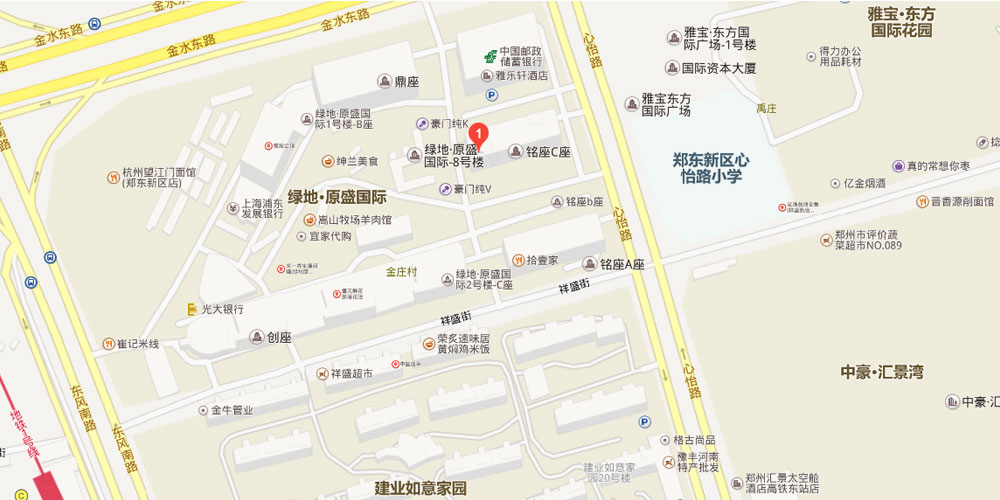 金水东路
金水东路
金水东路
金水东路
雅宝·东方
国际花园
雅宝·东方国
际广场-1号楼
得力办公
用品耗材
中国邮政
储蓄银行
雅乐轩酒店
国际资本大厦
鼎座
P
心怡路
雅宝东方
国际广场
禹庄
绿地·原盛国
际1号楼-B座
豪门纯K
1
绿地·原盛
国际-8号楼
铭座C座
绅兰美食
郑东新区心
怡路小学
杭州望江门面馆
(郑东新区店)
真的常想你枣
亿金烟酒
绿地·原盛国际
豪门纯V
铭座b座
上海浦东
发展银行
嵩山牧场羊肉馆
宜家代购
心怡路
晋香源削面馆
郑州市评价蔬
菜超市NO.089
拾壹家
铭座A座
金庄村
绿地·原盛国
际2号楼-C座
祥盛街
光大银行
祥盛街
创座
崔记米线
荣炙速味居
黄焖鸡米饭
祥盛超市
心怡路
中豪·汇景湾
中豪·汇
东风南路
金牛管业
地铁1号线
东风南路
P
格古尚品
豫丰河南
特产批发
建业如意家
园20号楼
郑州汇景太空舱
酒店高铁东站店
建业如意家园